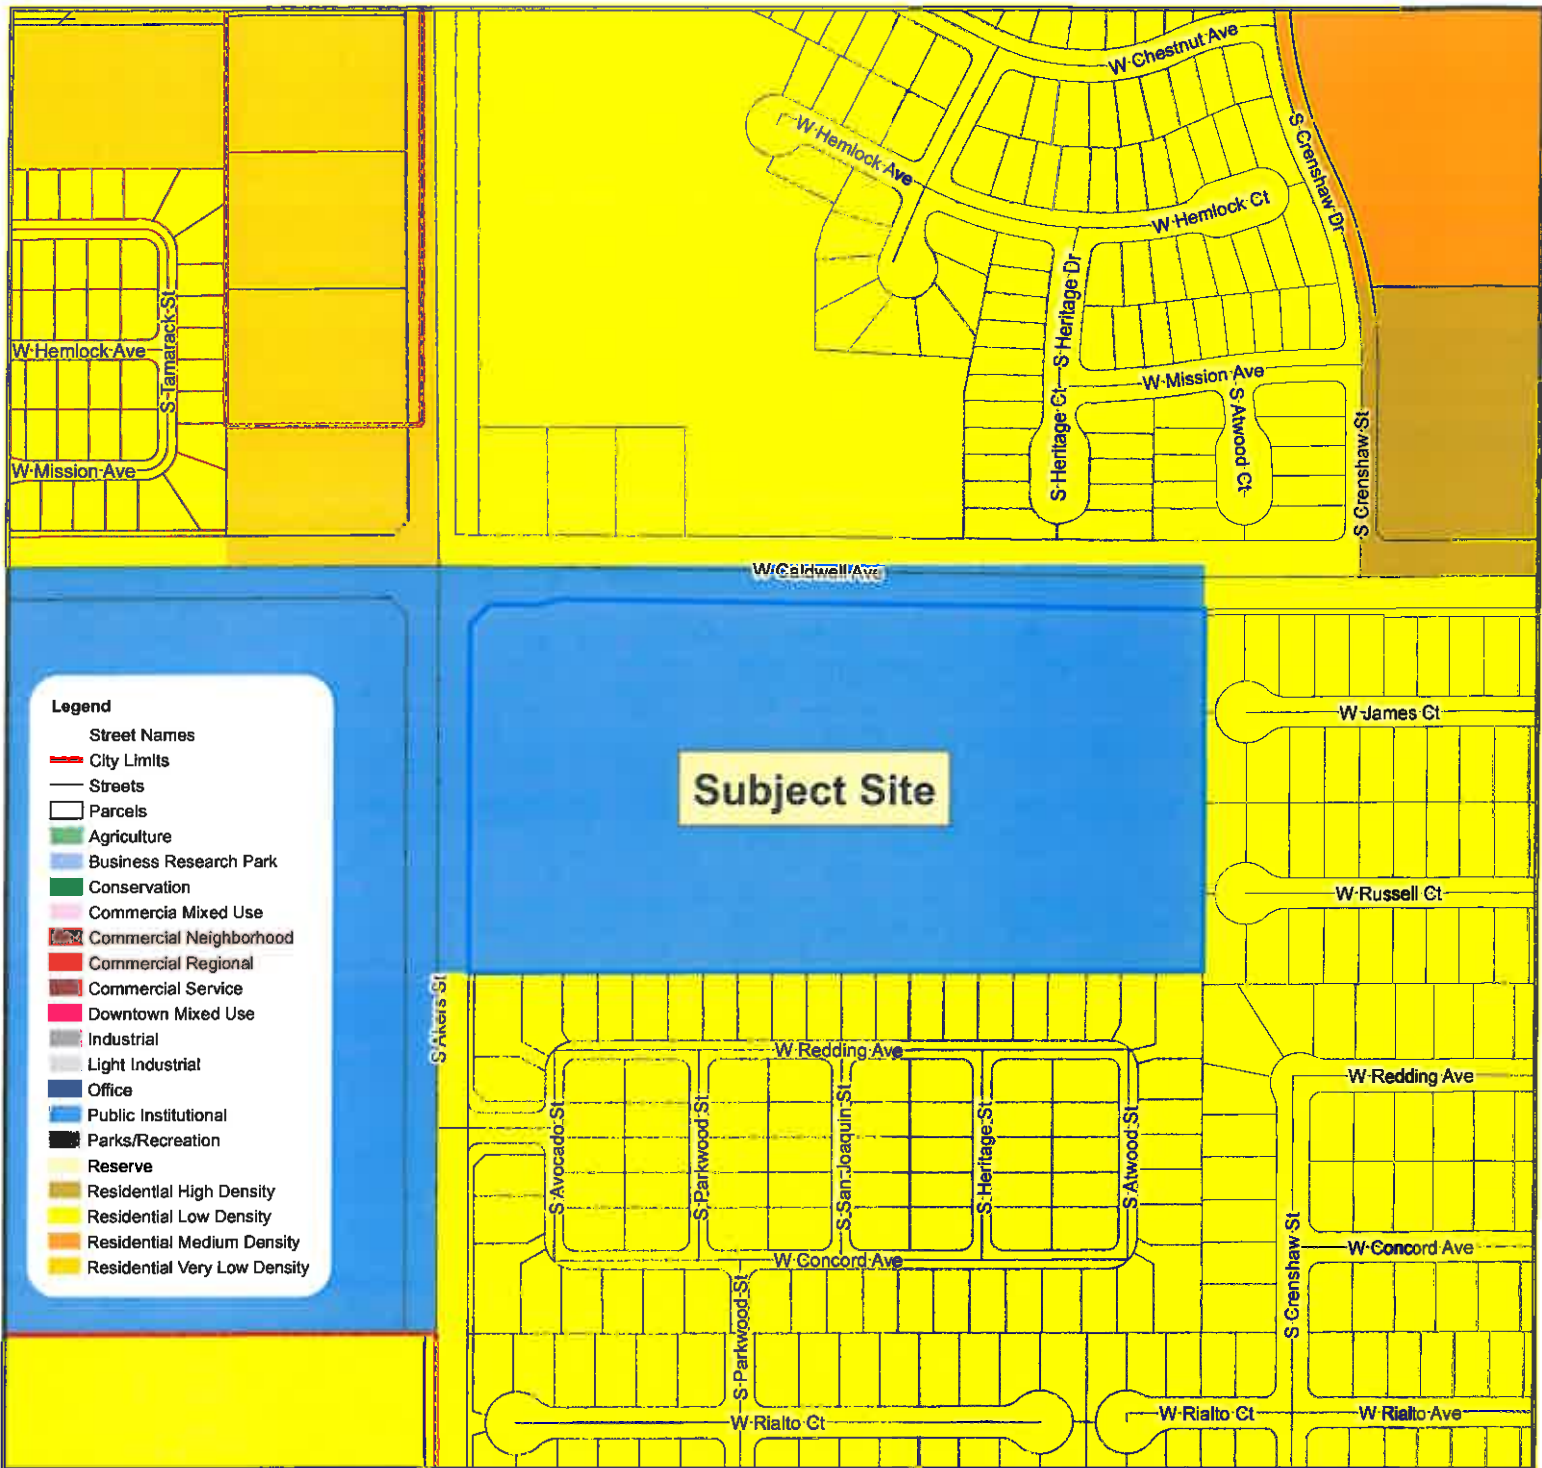 W Chestnut Ave
W Hemlock Ave
S Crenshaw Dr
W Hemlock Ct
S Heritage Dr
S Tamarack St
W Hemlock Ave
W Mission Ave
S Heritage Ct
S Atwood Ct
S Crenshaw St
W Mission Ave
W Caldwell Ave
Legend
Street Names
City Limits
Streets
Parcels
Agriculture
Business Research Park
Conservation
Commercia Mixed Use
Commercial Neighborhood
Commercial Regional
Commercial Service
Downtown Mixed Use
Industrial
Light Industrial
Office
Public Institutional
Parks/Recreation
Reserve
Residential High Density
Residential Low Density
Residential Medium Density
Residential Very Low Density
Subject Site
W James Ct
W Russell Ct
S Akers St
W Redding Ave
W Redding Ave
S Avocado St
S Parkwood St
S San Joaquin St
S Heritage St
S Atwood St
W Concord Ave
W Concord Ave
S Crenshaw St
S Parkwood St
W Rialto Ct
W Rialto Ct
W Rialto Ave